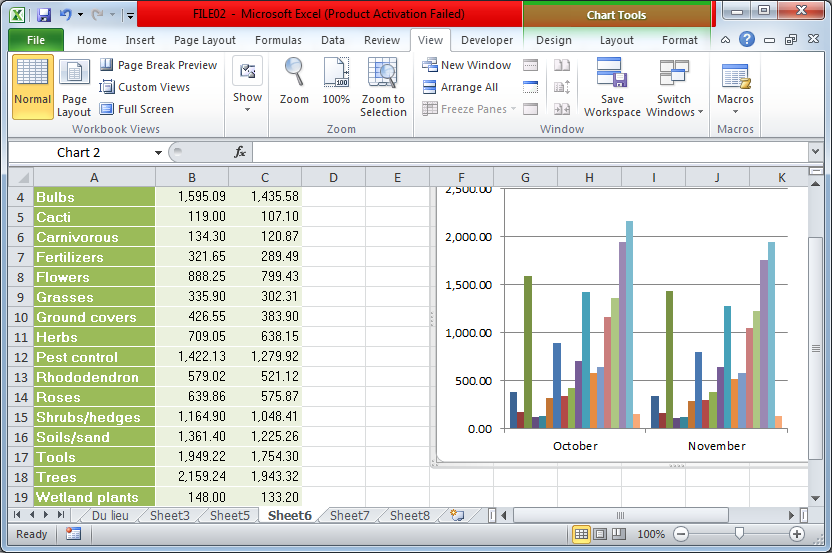 FILE02 - Microsoft Excel (Product Activation Failed)
Chart Tools
File Home Insert Page Layout Formulas Data Review View Developer Design Layout Format
Normal
Page Layout
Page Break Preview
Custom Views
Full Screen
Workbook Views
Show
Zoom
100%
Zoom to Selection
Zoom
New Window
Arrange All
Freeze Panes
Save Workspace
Switch Windows
Window
Macros
Macros
Chart 2
fx
A B C D E F G H I J K
4 Bulbs 1,595.09 1,435.58
5 Cacti 119.00 107.10
6 Carnivorous 134.30 120.87
7 Fertilizers 321.65 289.49
8 Flowers 888.25 799.43
9 Grasses 335.90 302.31
10 Ground covers 426.55 383.90
11 Herbs 709.05 638.15
12 Pest control 1,422.13 1,279.92
13 Rhododendron 579.02 521.12
14 Roses 639.86 575.87
15 Shrubs/hedges 1,164.90 1,048.41
16 Soils/sand 1,361.40 1,225.26
17 Tools 1,949.22 1,754.30
18 Trees 2,159.24 1,943.32
19 Wetland plants 148.00 133.20
2,500.00
2,000.00
1,500.00
1,000.00
500.00
0.00
October November
Du lieu Sheet3 Sheet5 Sheet6 Sheet7 Sheet8
Ready 100%